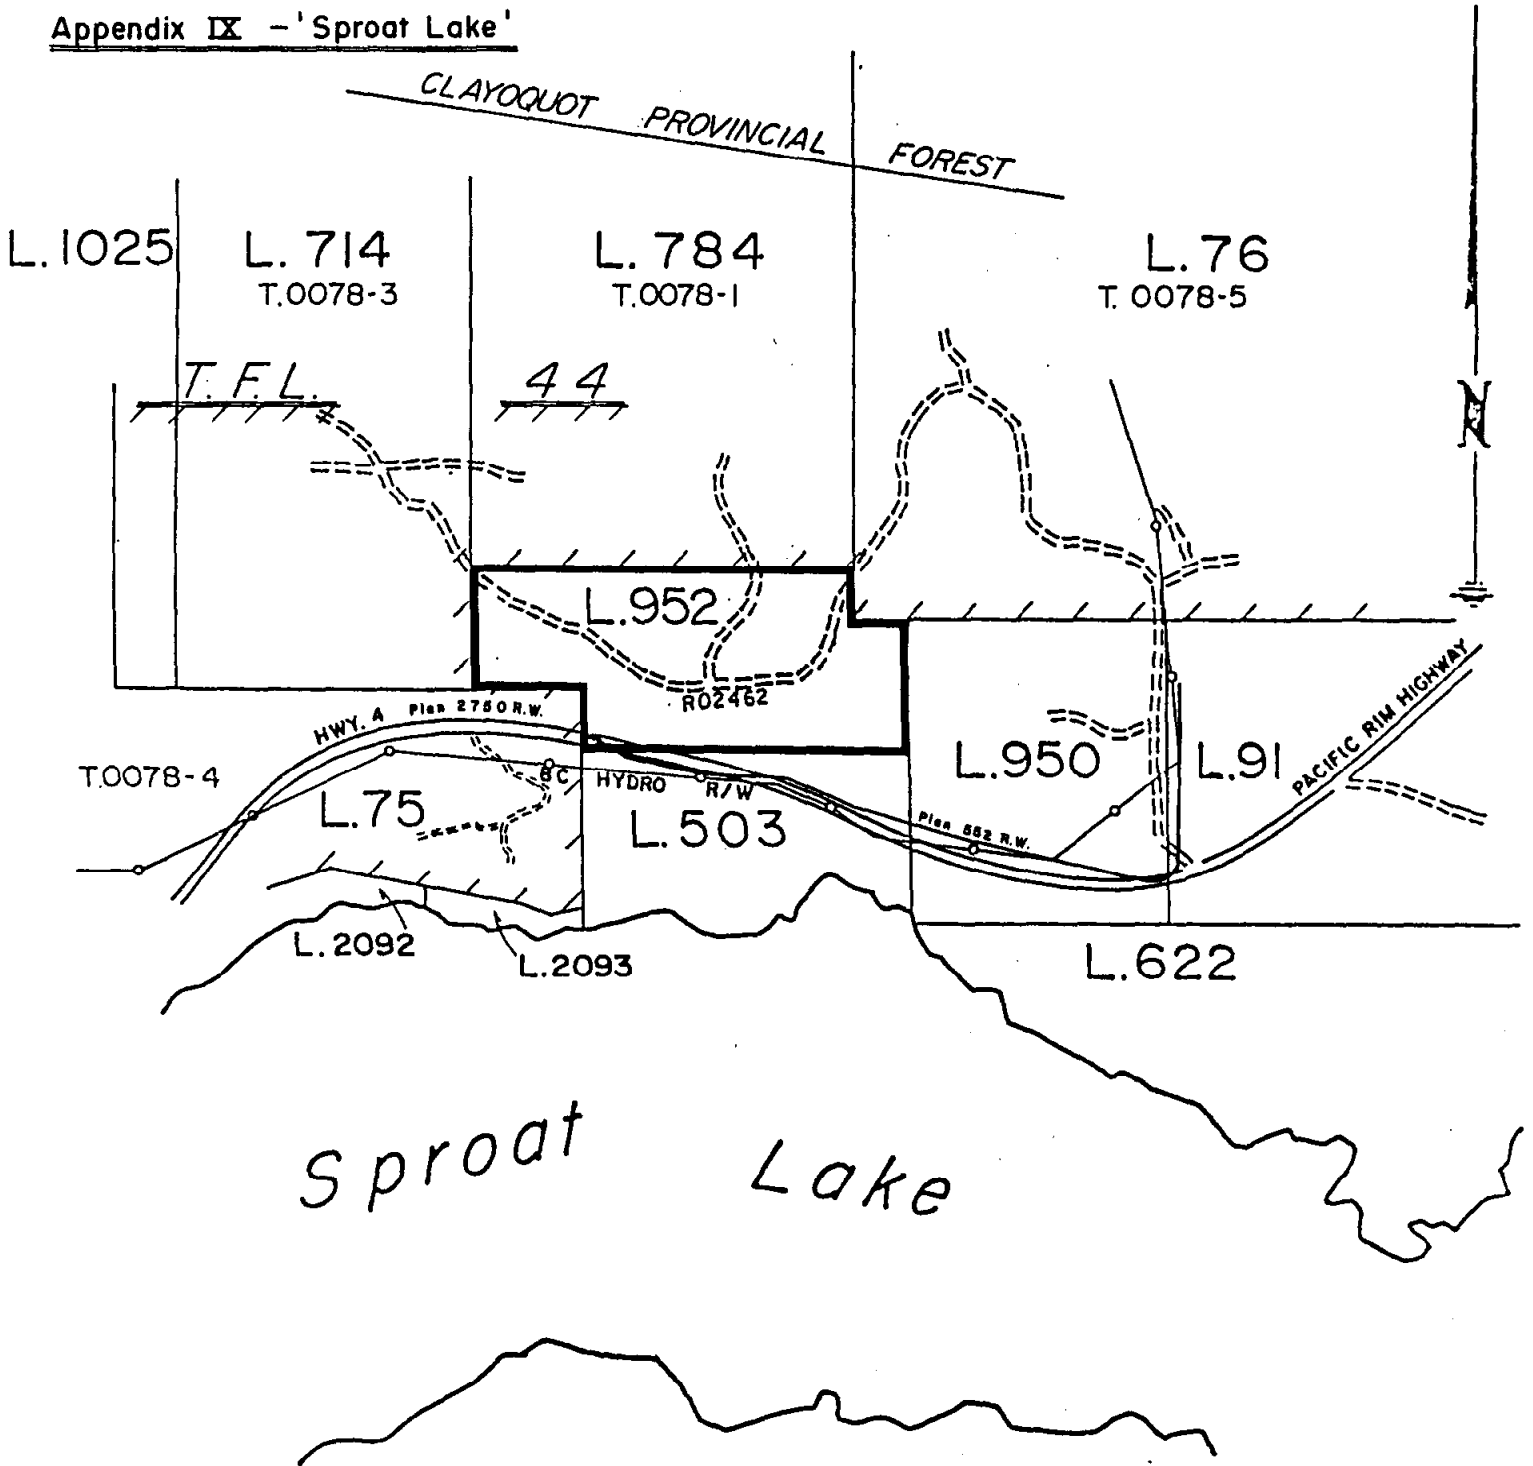 Appendix IX - 'Sproat Lake'
CLAYOQUOT PROVINCIAL FOREST
L.1025
L. 714
T.0078-3
L. 784
T.0078-1
L. 76
T. 0078-5
T. F. L. 44
N
L.952
R02462
HWY. A Plan 2750 R.W.
PACIFIC RIM HIGHWAY
T.0078-4
L.75
BC HYDRO R/W
L.503
L.950
L.91
Plan 552 R.W.
L. 2092
L.2093
L.622
Sproat Lake